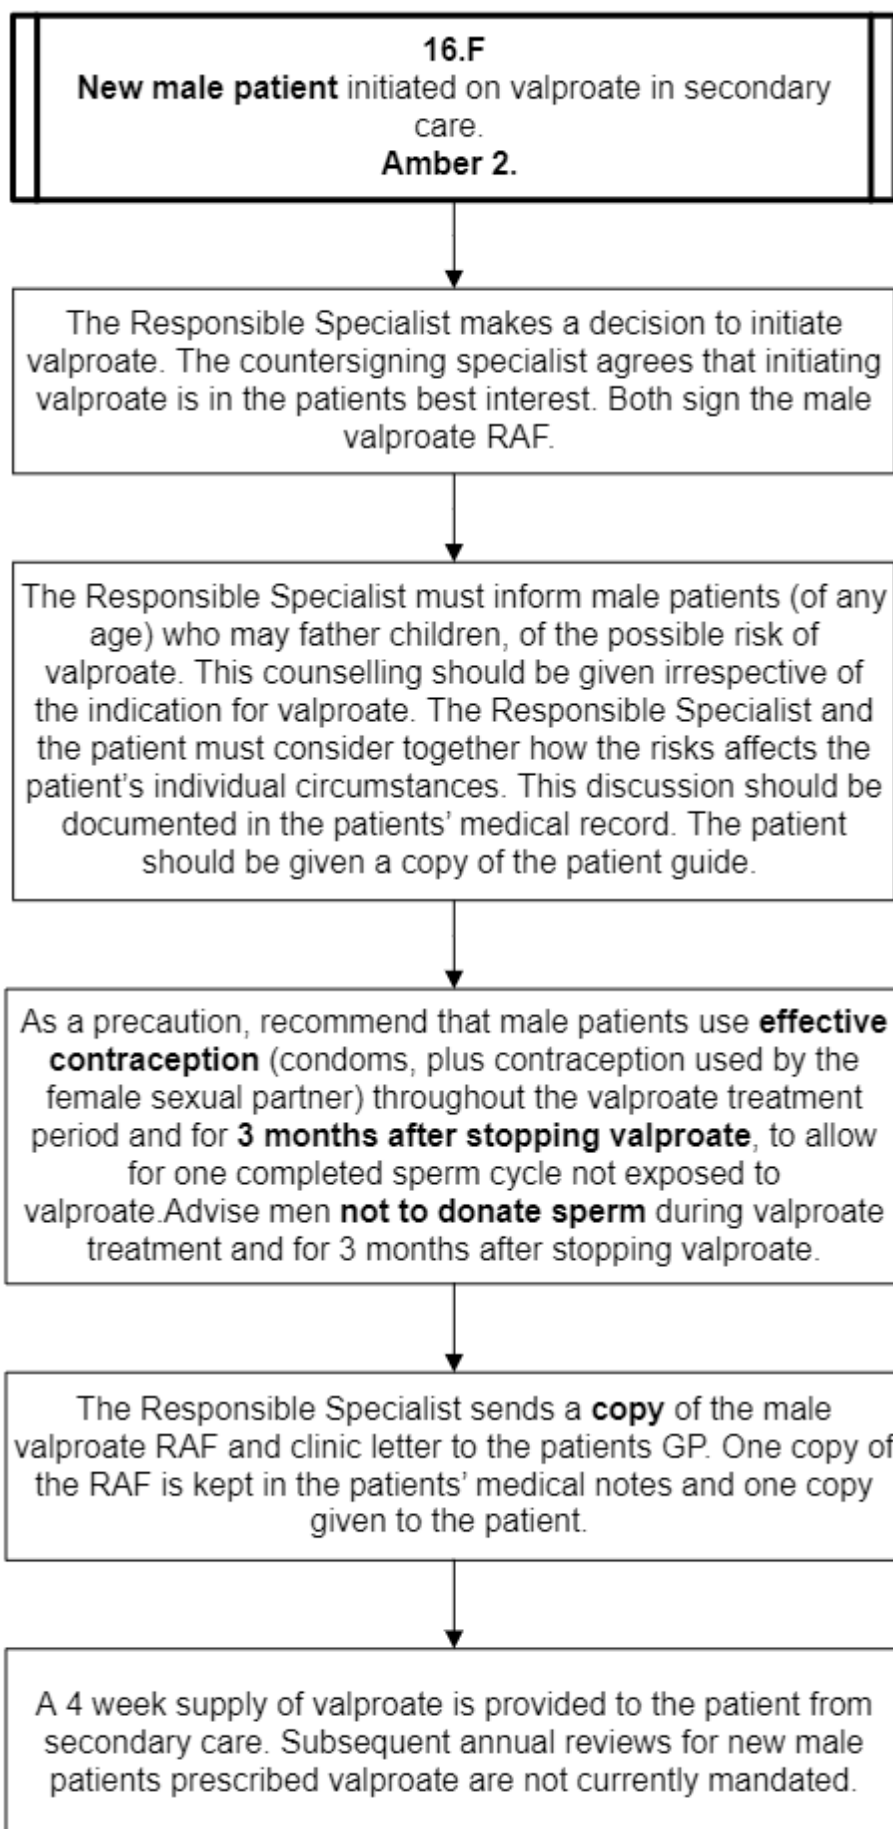 16.F
New male patient initiated on valproate in secondary
care.
Amber 2.
The Responsible Specialist makes a decision to initiate
valproate. The countersigning specialist agrees that initiating
valproate is in the patients best interest. Both sign the male
valproate RAF.
The Responsible Specialist must inform male patients (of any
age) who may father children, of the possible risk of
valproate. This counselling should be given irrespective of
the indication for valproate. The Responsible Specialist and
the patient must consider together how the risks affects the
patient's individual circumstances. This discussion should be
documented in the patients' medical record. The patient
should be given a copy of the patient guide.
As a precaution, recommend that male patients use effective
contraception (condoms, plus contraception used by the
female sexual partner) throughout the valproate treatment
period and for 3 months after stopping valproate, to allow
for one completed sperm cycle not exposed to
valproate.Advise men not to donate sperm during valproate
treatment and for 3 months after stopping valproate.
The Responsible Specialist sends a copy of the male
valproate RAF and clinic letter to the patients GP. One copy of
the RAF is kept in the patients' medical notes and one copy
given to the patient.
A 4 week supply of valproate is provided to the patient from
secondary care. Subsequent annual reviews for new male
patients prescribed valproate are not currently mandated.